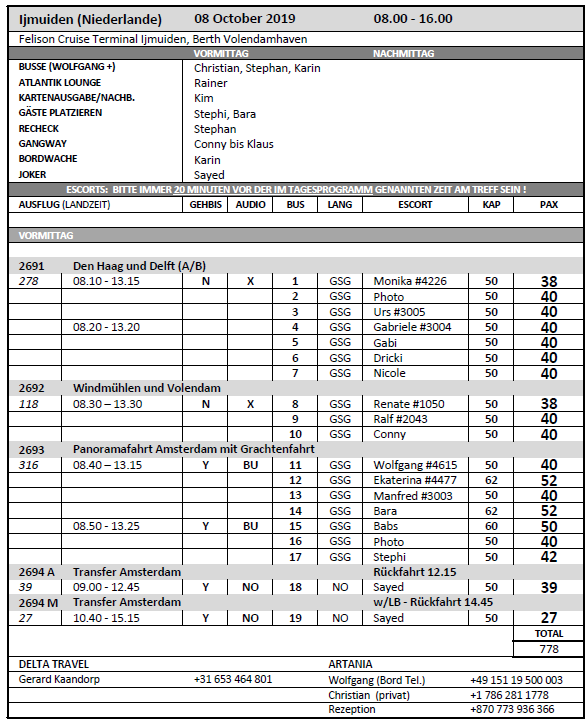 Ijmuiden (Niederlande) 08 October 2019 08.00 - 16.00
Felison Cruise Terminal Ijmuiden, Berth Volendamhaven
VORMITTAG NACHMITTAG
BUSSE (WOLFGANG +) Christian, Stephan, Karin
ATLANTIK LOUNGE Rainer
KARTENAUSGABE/NACHB. Kim
GÄSTE PLATZIEREN Stephi, Bara
RECHECK Stephan
GANGWAY Conny bis Klaus
BORDWACHE Karin
JOKER Sayed
ESCORTS: BITTE IMMER 20 MINUTEN VOR DER IM TAGESPROGRAMM GENANNTEN ZEIT AM TREFF SEIN !
AUSFLUG (LANDZEIT) GEHBIS AUDIO BUS LANG ESCORT KAP PAX
VORMITTAG
2691 Den Haag und Delft (A/B)
278 08.10 - 13.15 N X 1 GSG Monika #4226 50 38
2 GSG Photo 50 40
3 GSG Urs #3005 50 40
08.20 - 13.20 4 GSG Gabriele #3004 50 40
5 GSG Gabi 50 40
6 GSG Dricki 50 40
7 GSG Nicole 50 40
2692 Windmühlen und Volendam
118 08.30 – 13.30 N X 8 GSG Renate #1050 50 38
9 GSG Ralf #2043 50 40
10 GSG Conny 50 40
2693 Panoramafahrt Amsterdam mit Grachtenfahrt
316 08.40 – 13.15 Y BU 11 GSG Wolfgang #4615 50 40
12 GSG Ekaterina #4477 62 52
13 GSG Manfred #3003 50 40
14 GSG Bara 62 52
08.50 - 13.25 Y BU 15 GSG Babs 60 50
16 GSG Photo 50 40
17 GSG Stephi 50 42
2694 A Transfer Amsterdam Rückfahrt 12.15
39 09.00 - 12.45 Y NO 18 NO Sayed 50 39
2694 M Transfer Amsterdam w/LB - Rückfahrt 14.45
27 10.40 - 15.15 Y NO 19 NO Sayed 50 27
TOTAL
778
DELTA TRAVEL ARTANIA
Gerard Kaandorp +31 653 464 801 Wolfgang (Bord Tel.) +49 151 19 500 003
Christian (privat) +1 786 281 1778
Rezeption +870 773 936 366